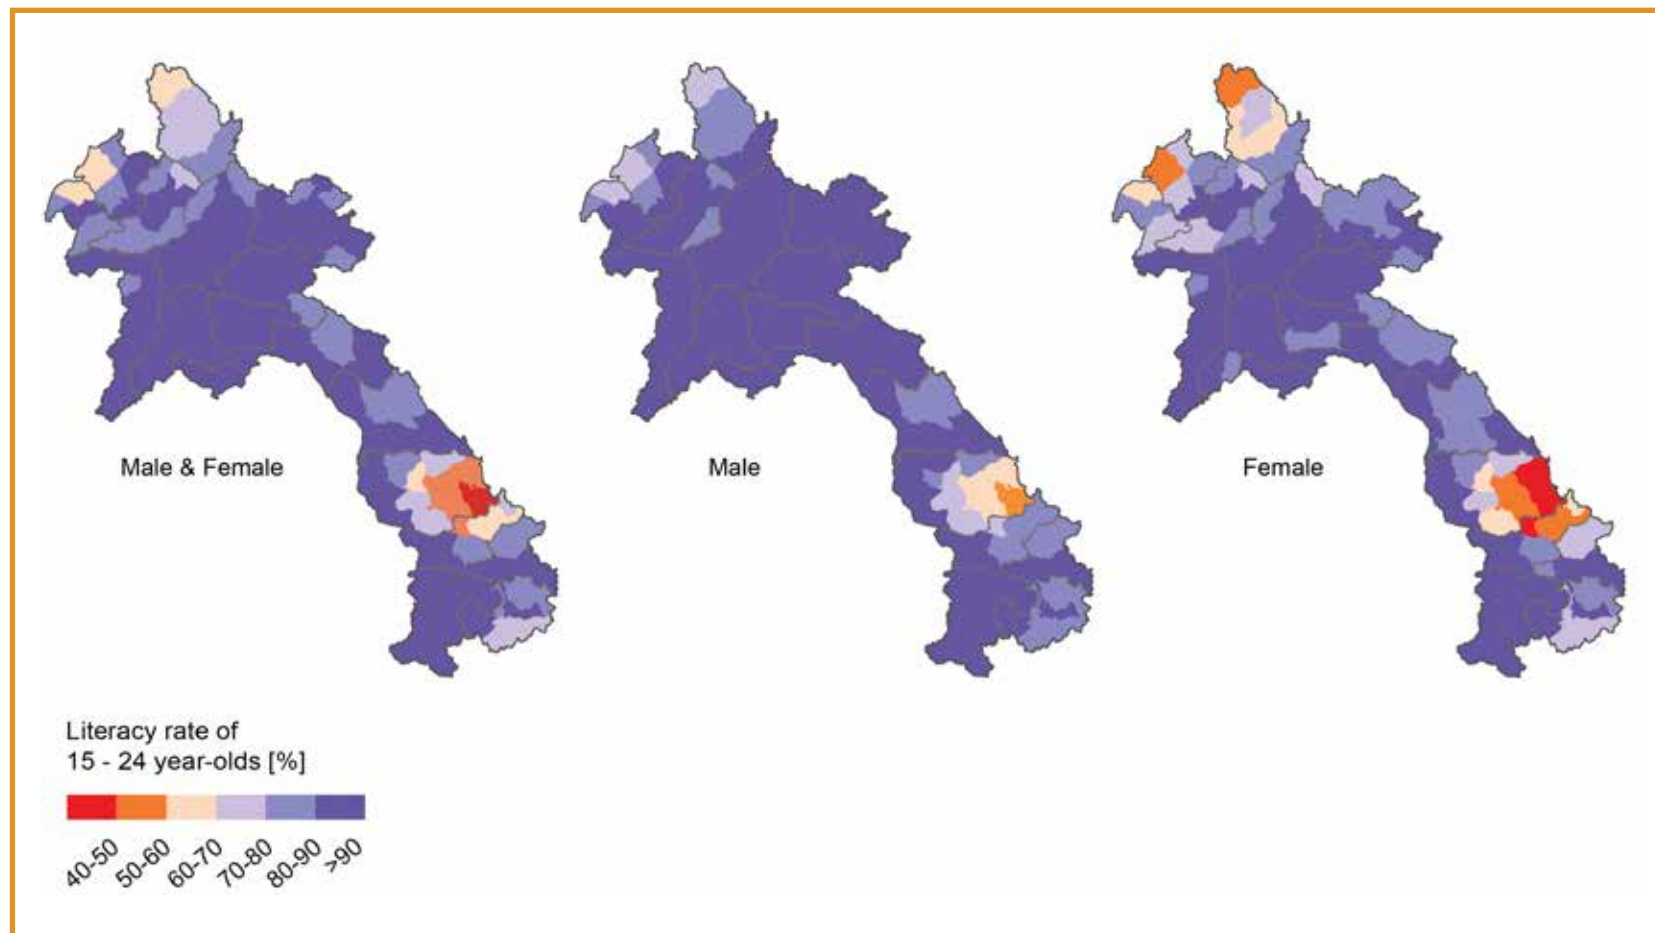 Male & Female
Male
Female
Literacy rate of
15 - 24 year-olds [%]
40-50
50-60
60-70
70-80
80-90
>90